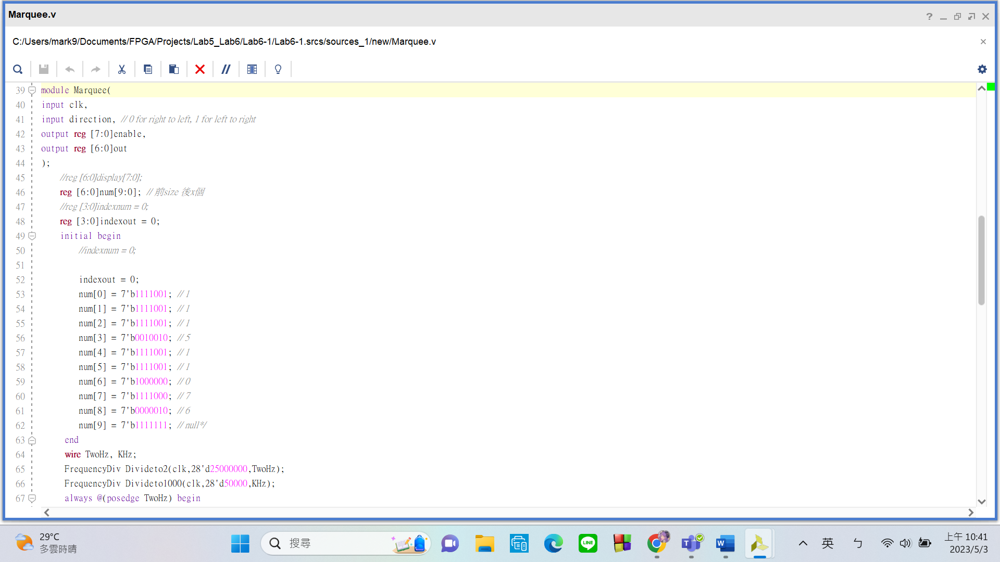 Marquee.v
C:/Users/mark9/Documents/FPGA/Projects/Lab5_Lab6/Lab6-1/Lab6-1.srcs/sources_1/new/Marquee.v
39 module Marquee(
40 input clk,
41 input direction, // 0 for right to left, 1 for left to right
42 output reg [7:0]enable,
43 output reg [6:0]out
44 );
45 //reg [6:0]display[7:0];
46 reg [6:0]num[9:0]; // 前size 後x個
47 //reg [3:0]indexnum = 0;
48 reg [3:0]indexout = 0;
49 initial begin
50 //indexnum = 0;
51
52 indexout = 0;
53 num[0] = 7'b1111001; // 1
54 num[1] = 7'b1111001; // 1
55 num[2] = 7'b1111001; // 1
56 num[3] = 7'b0010010; // 5
57 num[4] = 7'b1111001; // 1
58 num[5] = 7'b1111001; // 1
59 num[6] = 7'b1000000; // 0
60 num[7] = 7'b1111000; // 7
61 num[8] = 7'b0000010; // 6
62 num[9] = 7'b1111111; // null*/
63 end
64 wire TwoHz, KHz;
65 FrequencyDiv Divideto2(clk,28'd25000000,TwoHz);
66 FrequencyDiv Divideto1000(clk,28'd50000,KHz);
67 always @(posedge TwoHz) begin
29°C
多雲時晴
搜尋
LINE
英
ㄅ
上午 10:41
2023/5/3